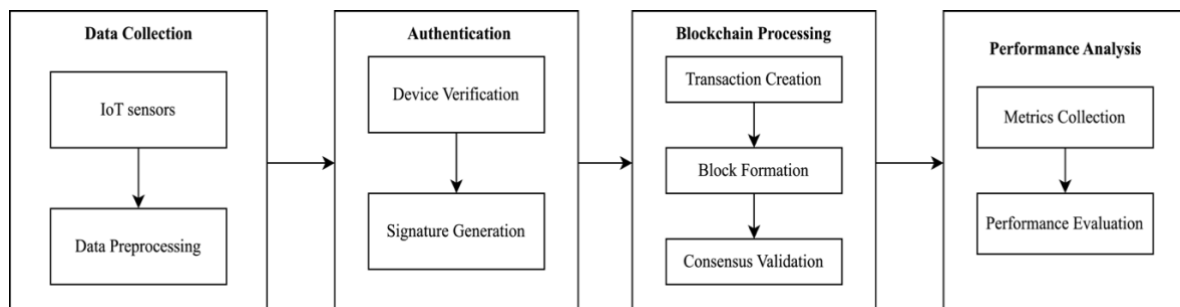 Data Collection
IoT sensors
Data Preprocessing
Authentication
Device Verification
Signature Generation
Blockchain Processing
Transaction Creation
Block Formation
Consensus Validation
Performance Analysis
Metrics Collection
Performance Evaluation